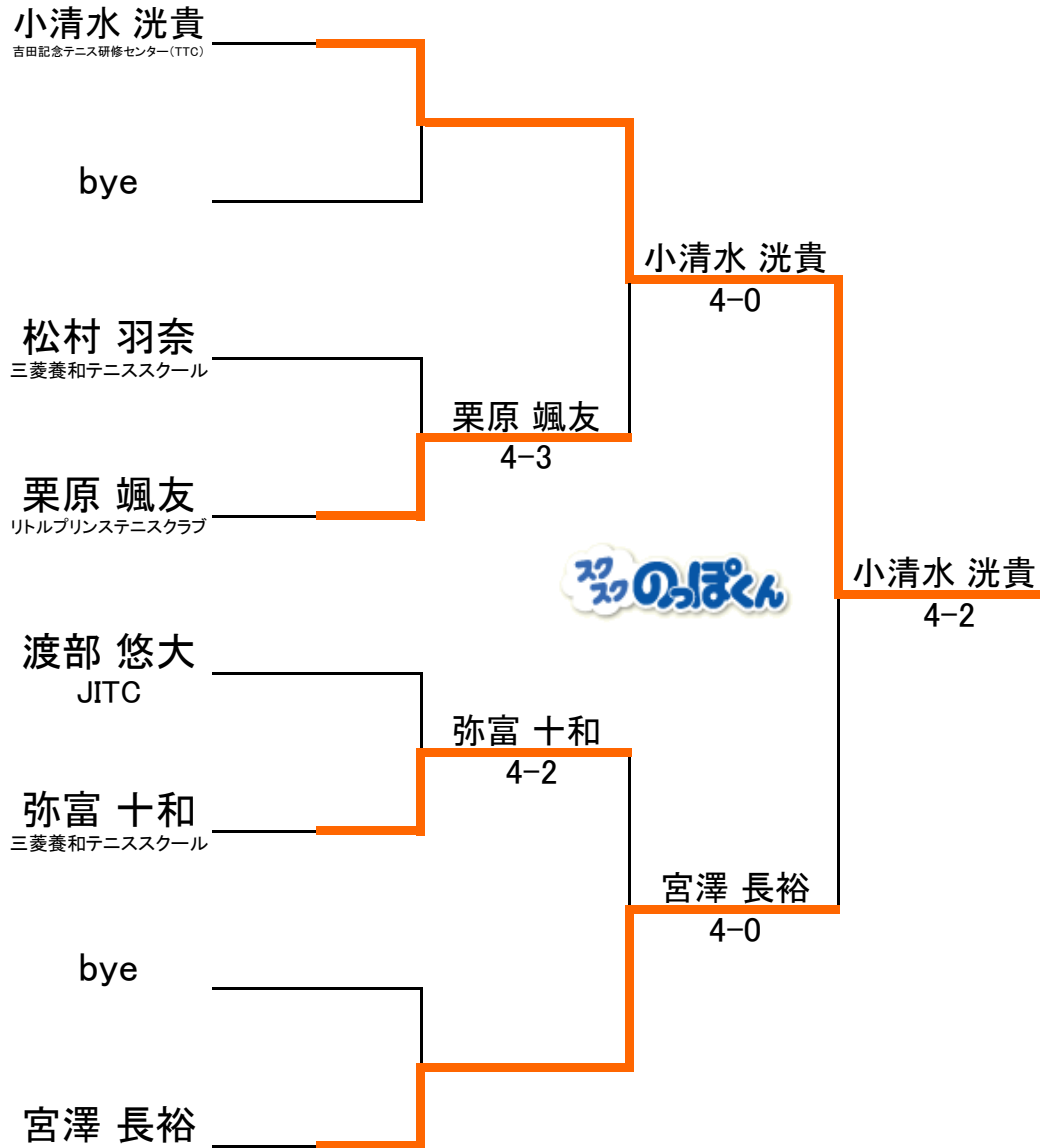 小清水 洸貴
吉田記念テニス研修センター(TTC)
bye
小清水 洸貴
4-0
松村 羽奈
三菱養和テニススクール
栗原 颯友
4-3
栗原 颯友
リトルプリンステニスクラブ
スク
スク のっぽくん
小清水 洸貴
4-2
渡部 悠大
JITC
弥富 十和
4-2
弥富 十和
三菱養和テニススクール
宮澤 長裕
4-0
bye
宮澤 長裕